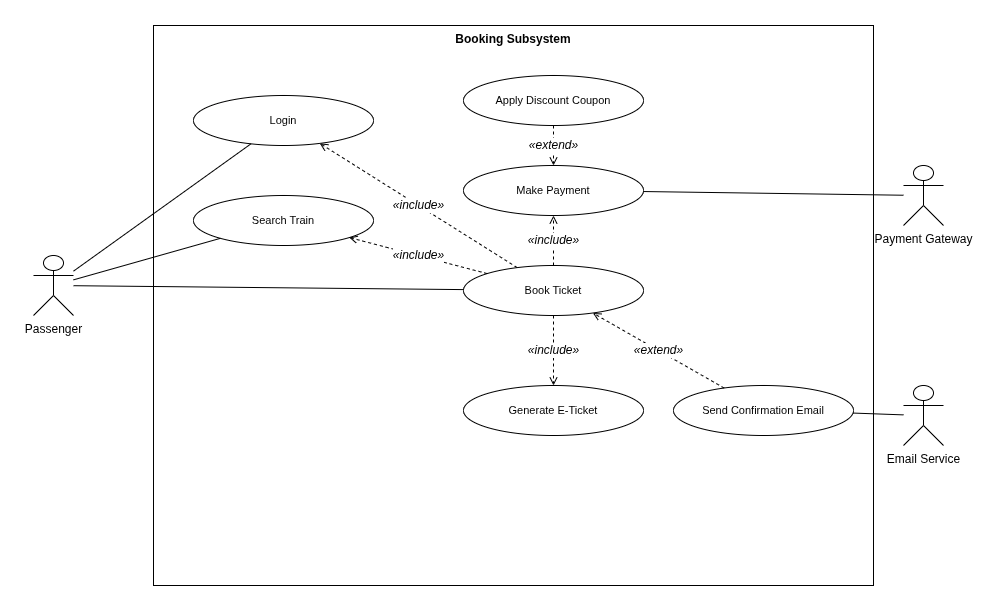 Booking Subsystem
Apply Discount Coupon
Login
«extend»
Make Payment
«include»
Search Train
Payment Gateway
«include»
«include»
Book Ticket
Passenger
«include»
«extend»
Generate E-Ticket
Send Confirmation Email
Email Service